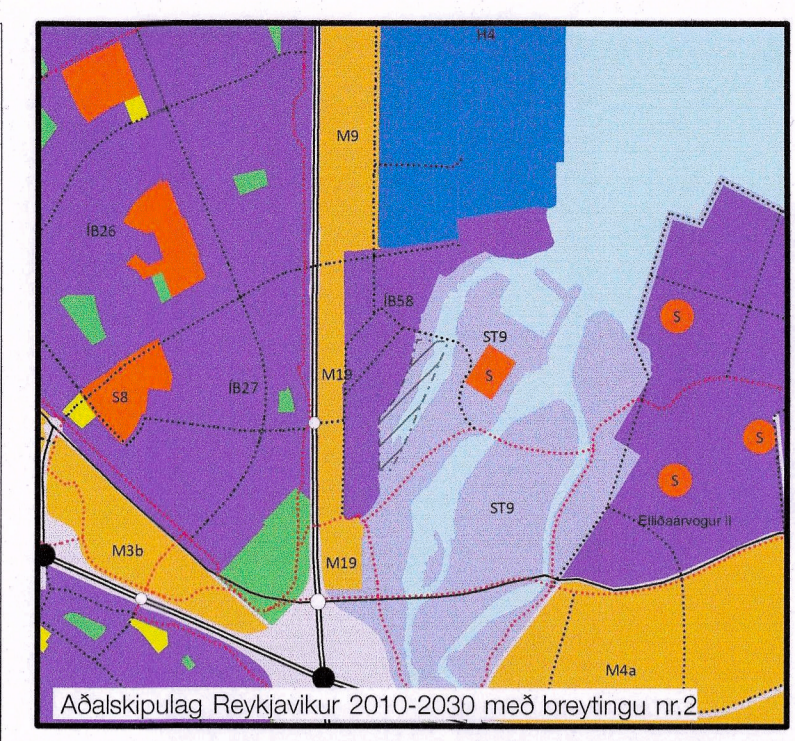 H4
M9
ÍB26
ÍB58
S
ST9
M19
S
S8
ÍB27
S
S
ST9
Elliðaárvogur II
M3b
M19
M4a
Aðalskipulag Reykjavikur 2010-2030 með breytingu nr.2